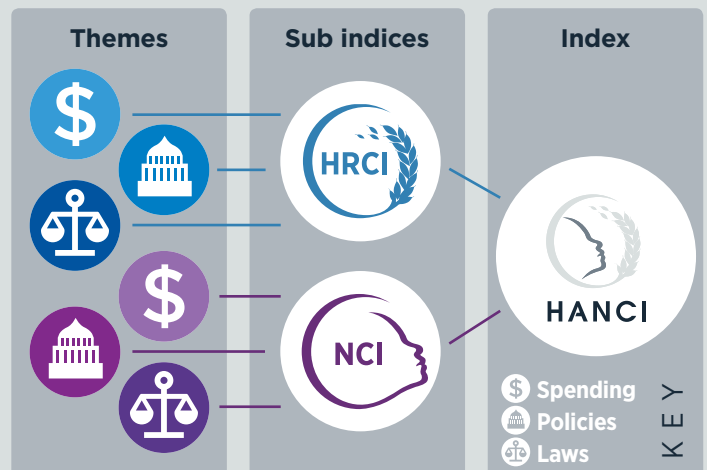 Themes
Sub indices
Index
$
HRCI
$
NCI
HANCI
$ Spending
Policies
Laws
KEY